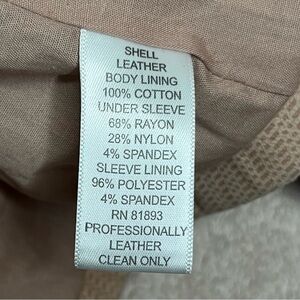 SHELL
LEATHER
BODY LINING
100% COTTON
UNDER SLEEVE
68% RAYON
28% NYLON
4% SPANDEX
SLEEVE LINING
96% POLYESTER
4% SPANDEX
RN 81893
PROFESSIONALLY
LEATHER
CLEAN ONLY